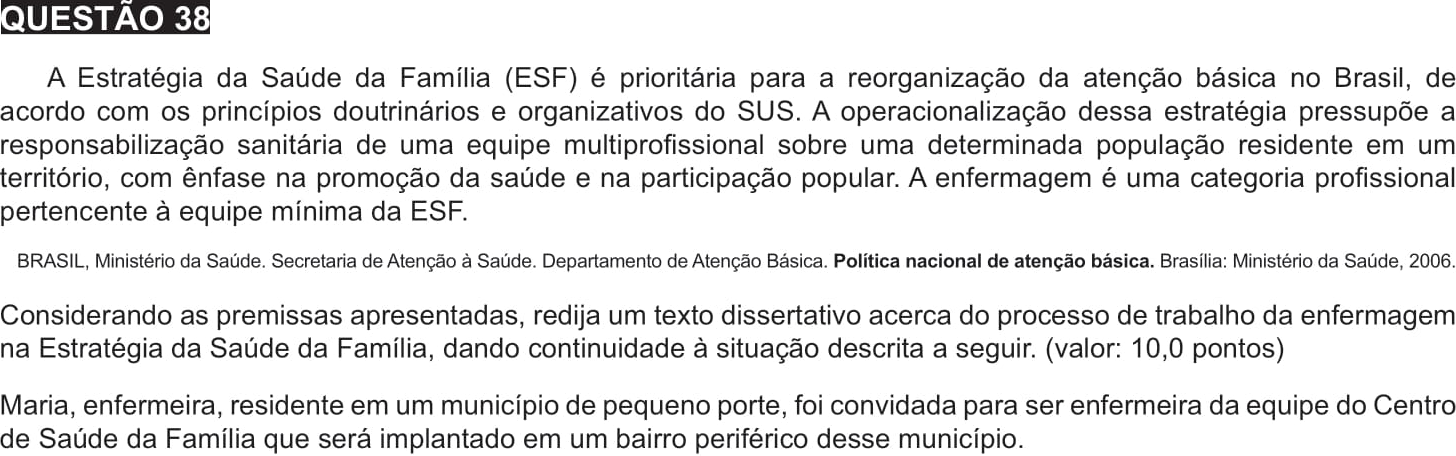 QUESTÃO 38
A Estratégia da Saúde da Família (ESF) é prioritária para a reorganização da atenção básica no Brasil, de
acordo com os princípios doutrinários e organizativos do SUS. A operacionalização dessa estratégia pressupõe a
responsabilização sanitária de uma equipe multiprofissional sobre uma determinada população residente em um
território, com ênfase na promoção da saúde e na participação popular. A enfermagem é uma categoria profissional
pertencente à equipe mínima da ESF.
BRASIL, Ministério da Saúde. Secretaria de Atenção à Saúde. Departamento de Atenção Básica. Política nacional de atenção básica. Brasília: Ministério da Saúde, 2006.
Considerando as premissas apresentadas, redija um texto dissertativo acerca do processo de trabalho da enfermagem
na Estratégia da Saúde da Família, dando continuidade à situação descrita a seguir. (valor: 10,0 pontos)
Maria, enfermeira, residente em um município de pequeno porte, foi convidada para ser enfermeira da equipe do Centro
de Saúde da Família que será implantado em um bairro periférico desse município.